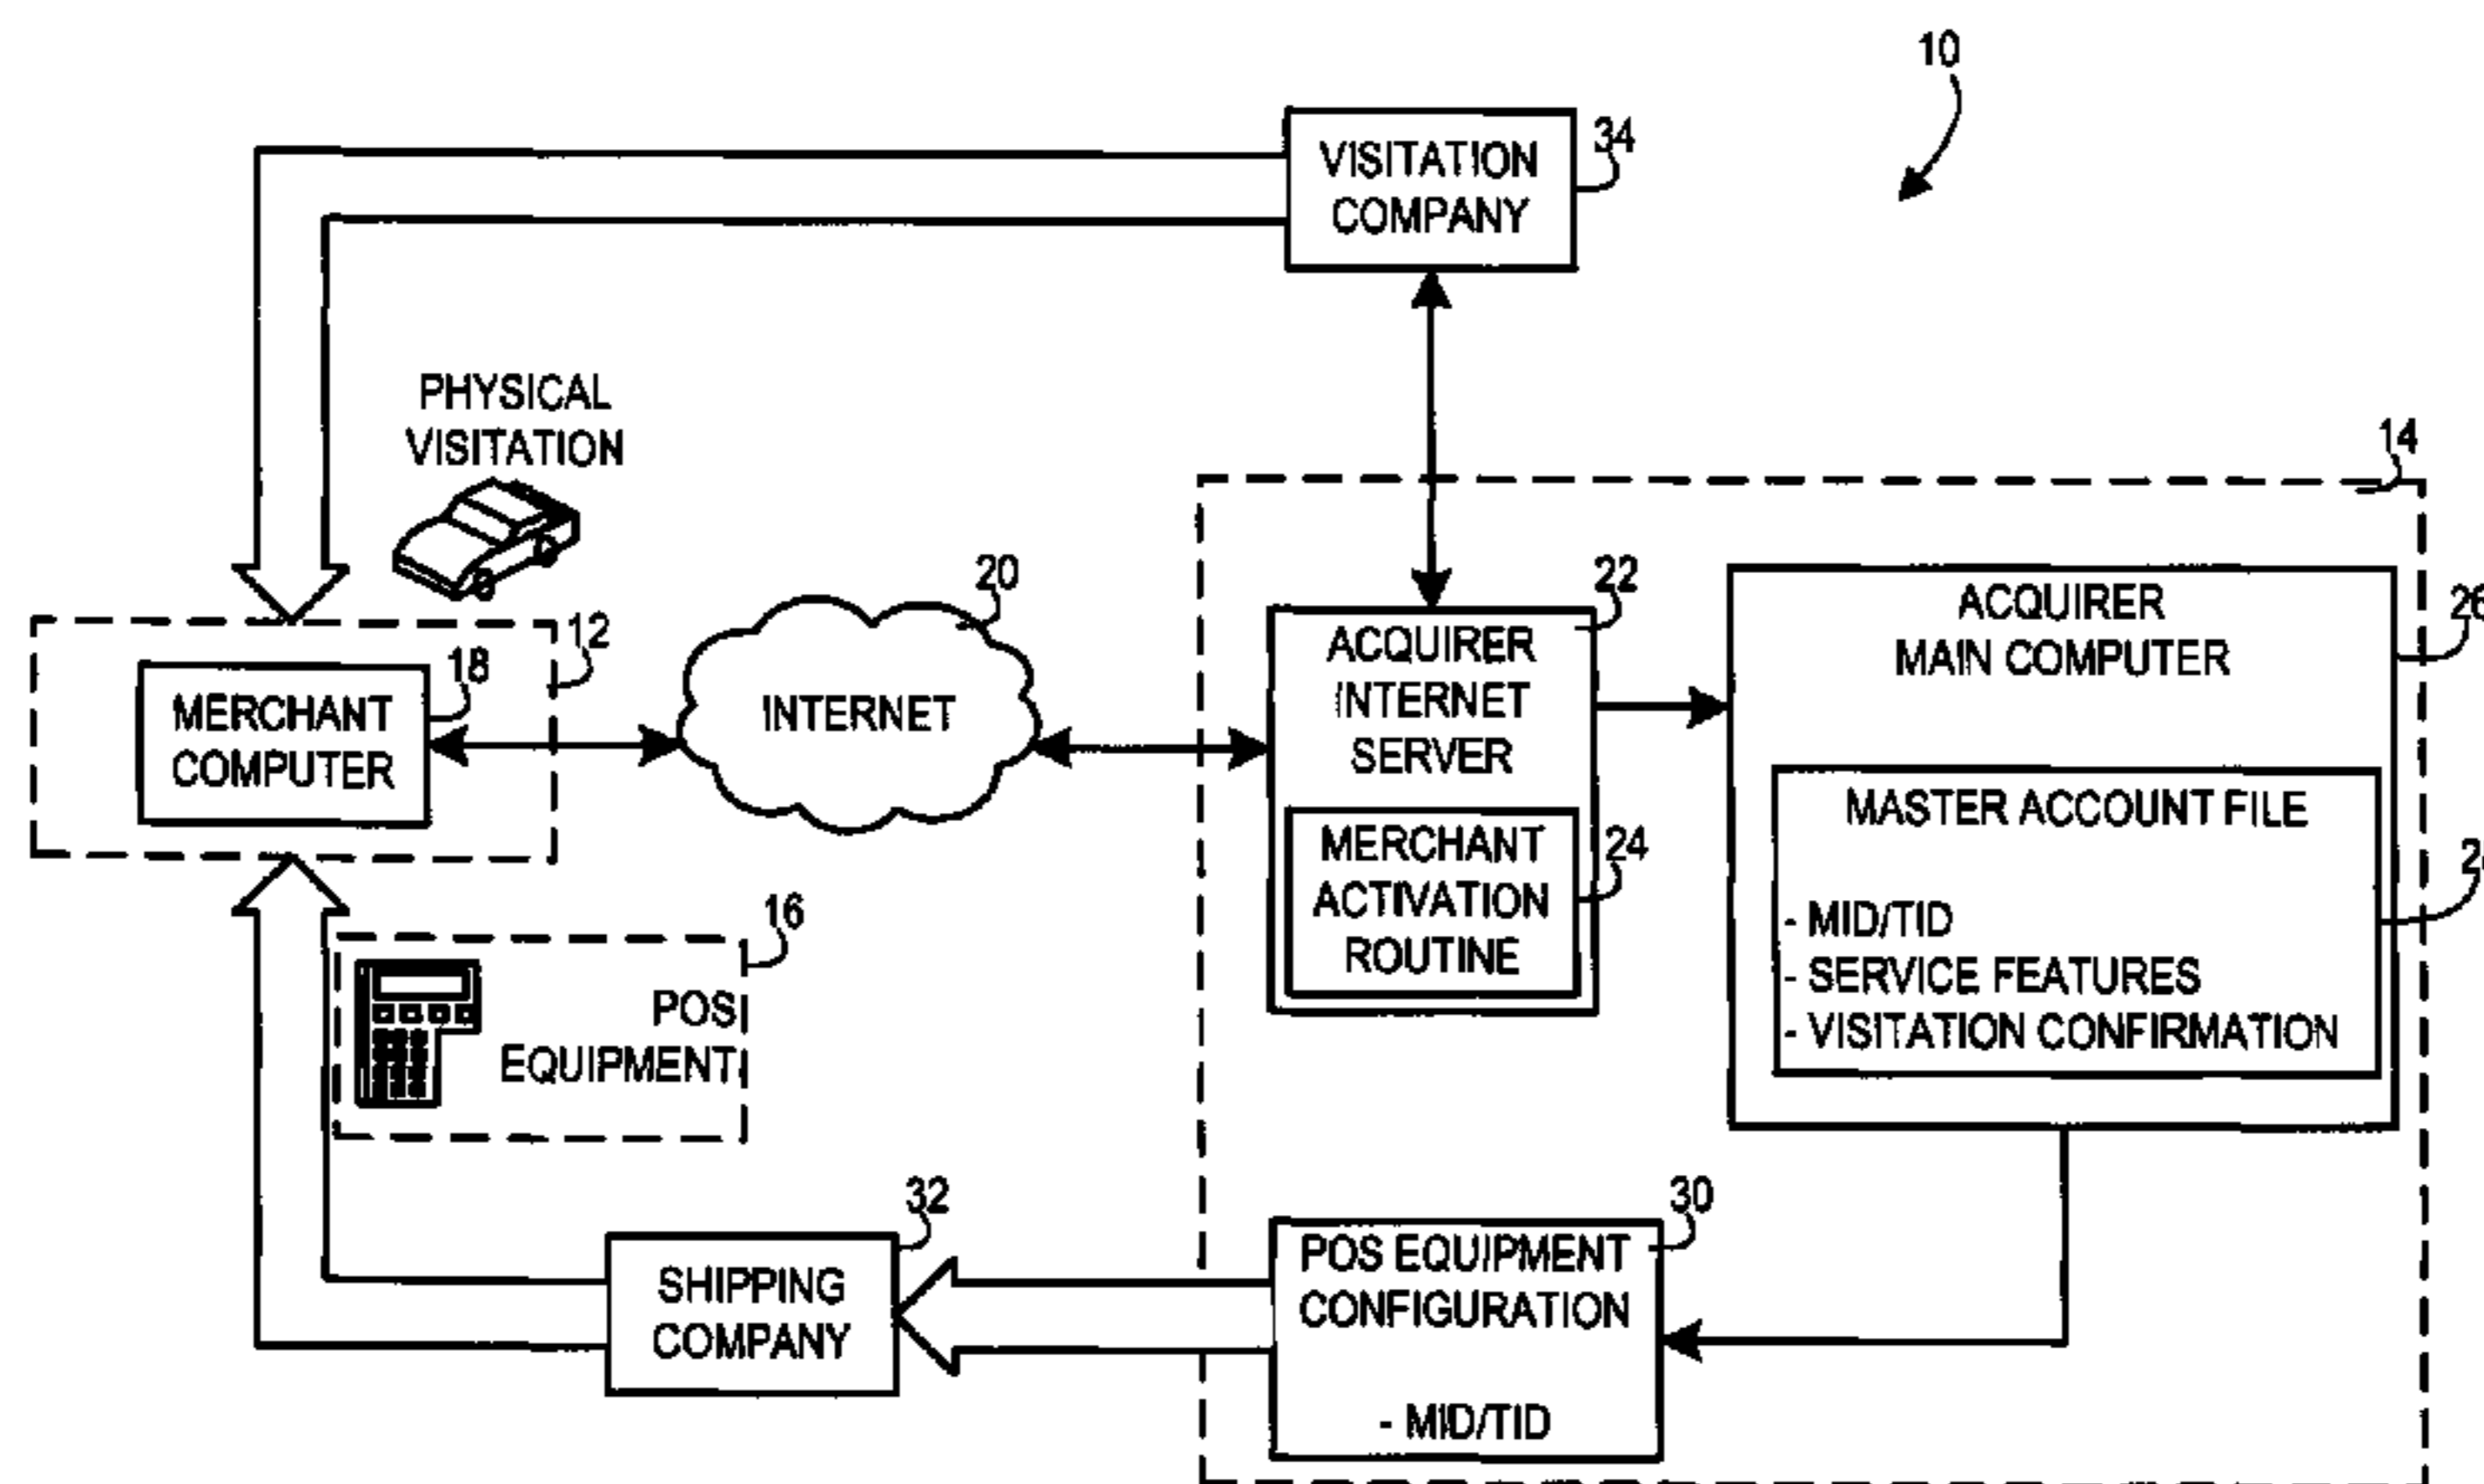 10
VISITATION
COMPANY
34
PHYSICAL
VISITATION
14
12
MERCHANT
COMPUTER
18
20
INTERNET
22
ACQUIRER
INTERNET
SERVER
MERCHANT
ACTIVATION
ROUTINE
24
ACQUIRER
MAIN COMPUTER
26
MASTER ACCOUNT FILE
- MID/TID
- SERVICE FEATURES
- VISITATION CONFIRMATION
16
POS
EQUIPMENT
32
SHIPPING
COMPANY
30
POS EQUIPMENT
CONFIGURATION
- MID/TID